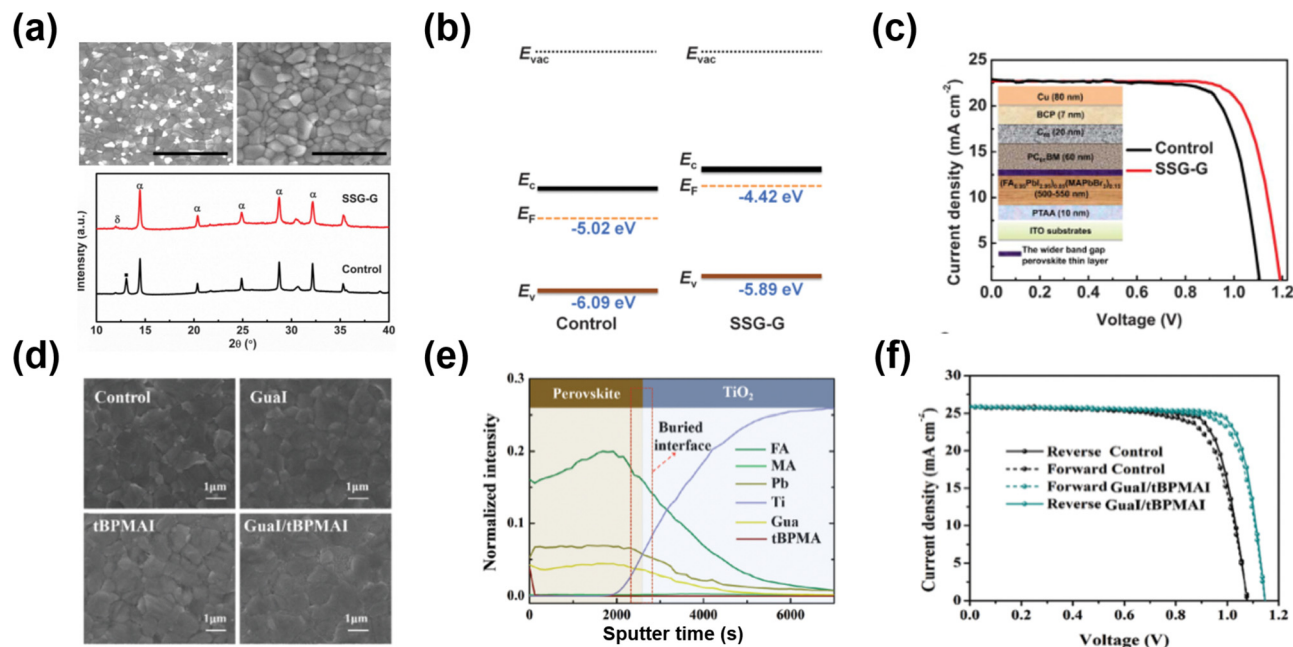 (a)
δ
α
α
α
α
α
SSG-G
Control
Intensity (a.u.)
10 15 20 25 30 35 40
2θ (°)
(b)
Evac
Evac
Ec
EF
-5.02 eV
Ev
-6.09 eV
Control
Ec
EF
-4.42 eV
Ev
-5.89 eV
SSG-G
(c)
Current density (mA cm-2)
25
20
15
10
5
0
Cu (80 nm)
BCP (7 nm)
C60 (20 nm)
PC61BM (60 nm)
(500-550 nm)
PTAA (10 nm)
ITO substrates
The wider band gap
perovskite thin layer
Control
SSG-G
0.0 0.2 0.4 0.6 0.8 1.0 1.2
Voltage (V)
(d)
Control
1μm
GuaI
1μm
tBPMAI
1μm
GuaI/tBPMAI
1μm
(e)
Normalized intensity
0.3
0.2
0.1
0.0
Perovskite
TiO2
Buried
interface
FA
MA
Pb
Ti
Gua
tBPMA
0 2000 4000 6000
Sputter time (s)
(f)
Current density (mA cm-2)
30
25
20
15
10
5
0
Reverse Control
Forward Control
Forward GuaI/tBPMAI
Reverse GuaI/tBPMAI
0.0 0.2 0.4 0.6 0.8 1.0 1.2
Voltage (V)